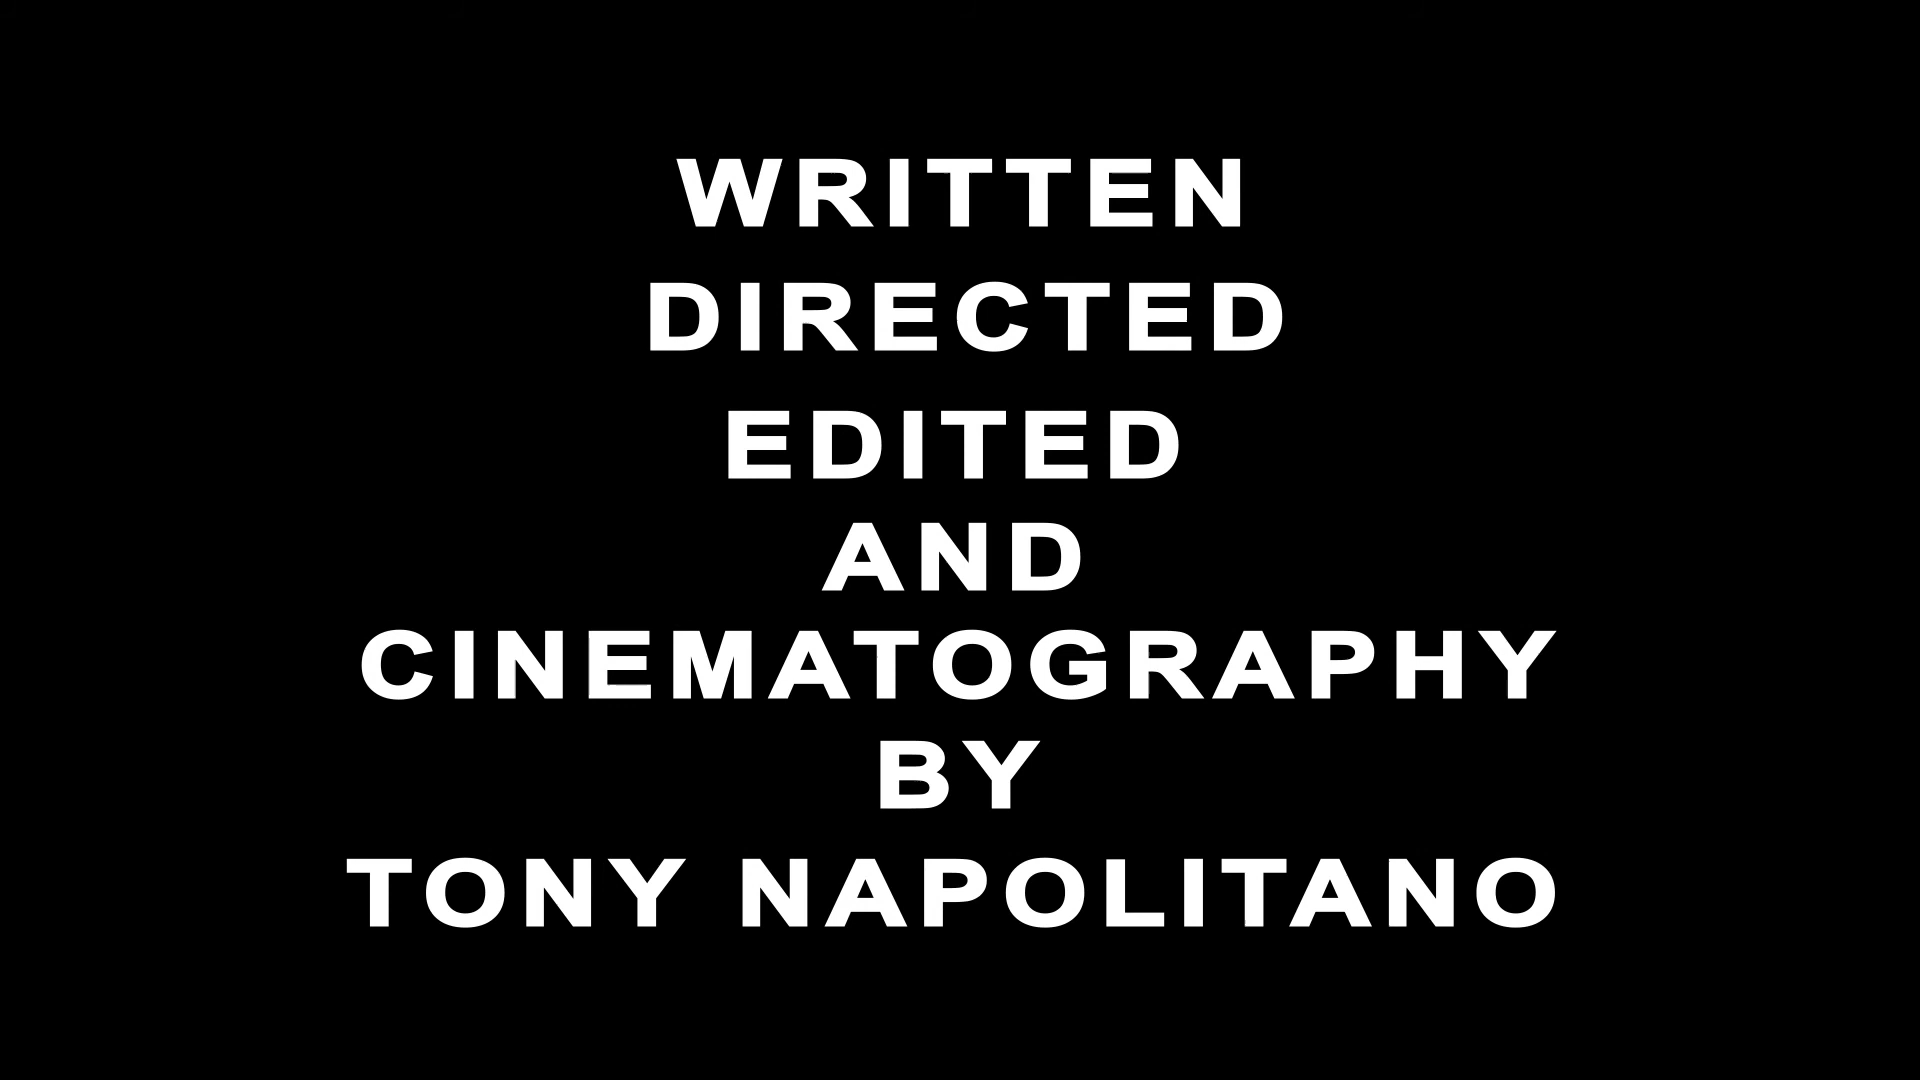 WRITTEN
DIRECTED
EDITED
AND
CINEMATOGRAPHY
BY
TONY NAPOLITANO